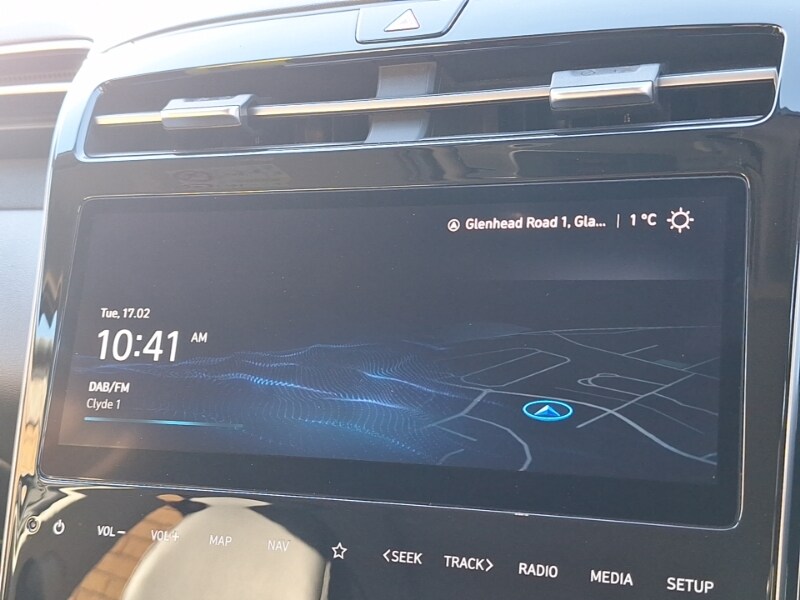 Glenhead Road 1, Gla... | 1 °C
Tue, 17.02
10:41 AM
DAB/FM
Clyde 1
VOL− VOL+ MAP NAV ☆ <SEEK TRACK> RADIO MEDIA SETUP